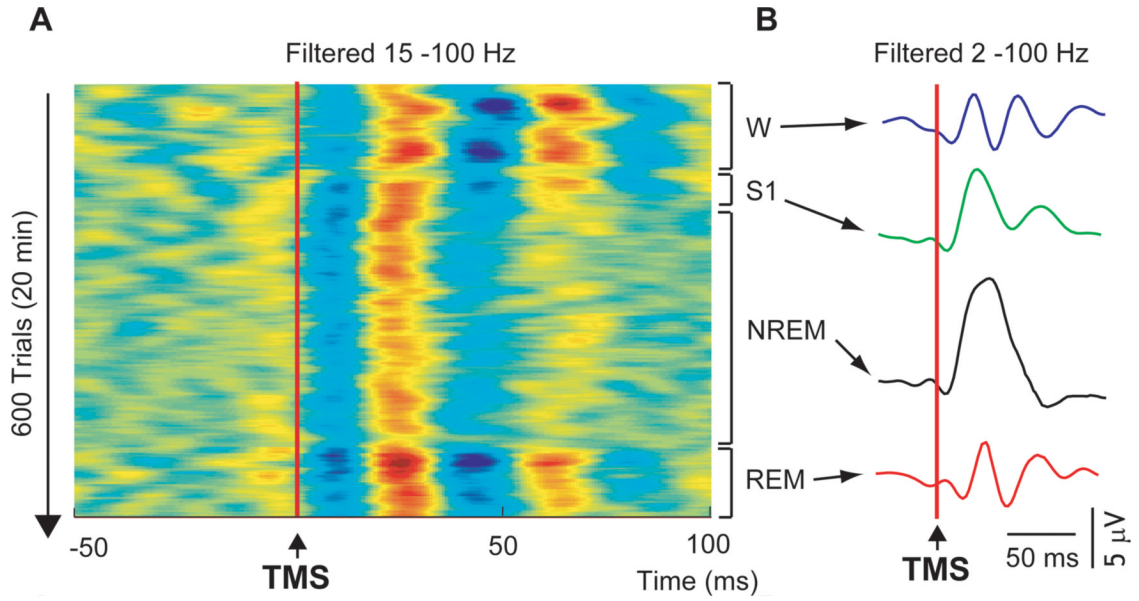 A
Filtered 15 -100 Hz
600 Trials (20 min)
-50
50
100
TMS
Time (ms)
B
Filtered 2 -100 Hz
W
S1
NREM
REM
TMS
50 ms
5 μV